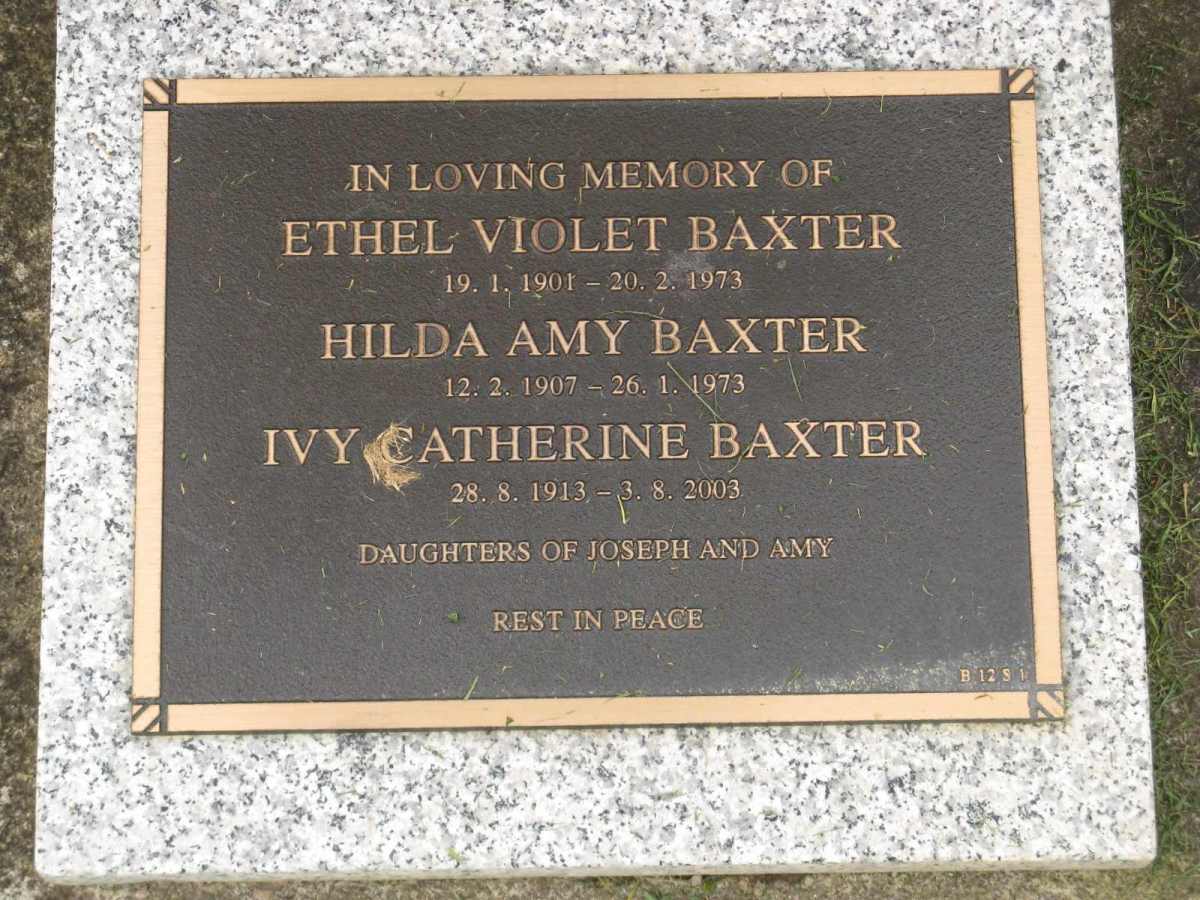 IN LOVING MEMORY OF
ETHEL VIOLET BAXTER
19. 1. 1901 – 20. 2. 1973
HILDA AMY BAXTER
12. 2. 1907 – 26. 1. 1973
IVY CATHERINE BAXTER
28. 8. 1913 – 3. 8. 2003
DAUGHTERS OF JOSEPH AND AMY
REST IN PEACE
B 12 S 1